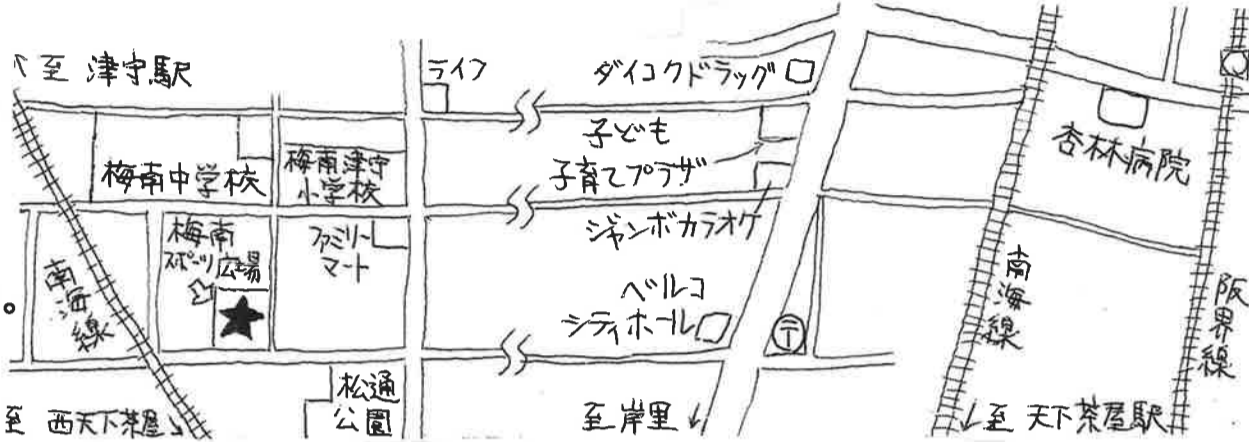 ↑至 津守駅
ライフ
ダイコクドラッグ
梅南中学校
梅南津守
小学校
子ども
子育てプラザ
杏林病院
梅南
スポーツ広場
ファミリー
マート
ジャンボカラオケ
南海線
ベルコ
シティホール
〒
南海線
阪界線
至 西天下茶屋↓
松通
公園
至 岸里↓
↓至 天下茶屋駅